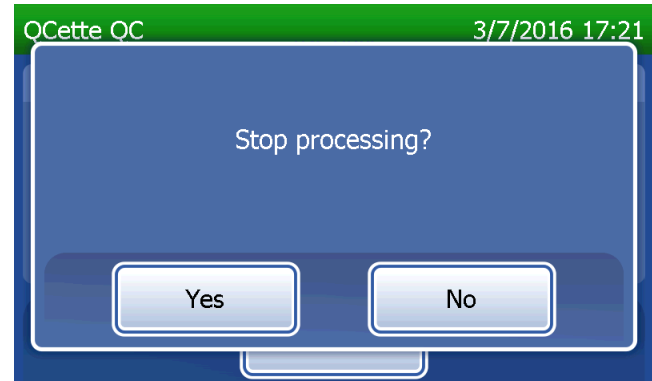 QCette QC 3/7/2016 17:21
Stop processing?
Yes No